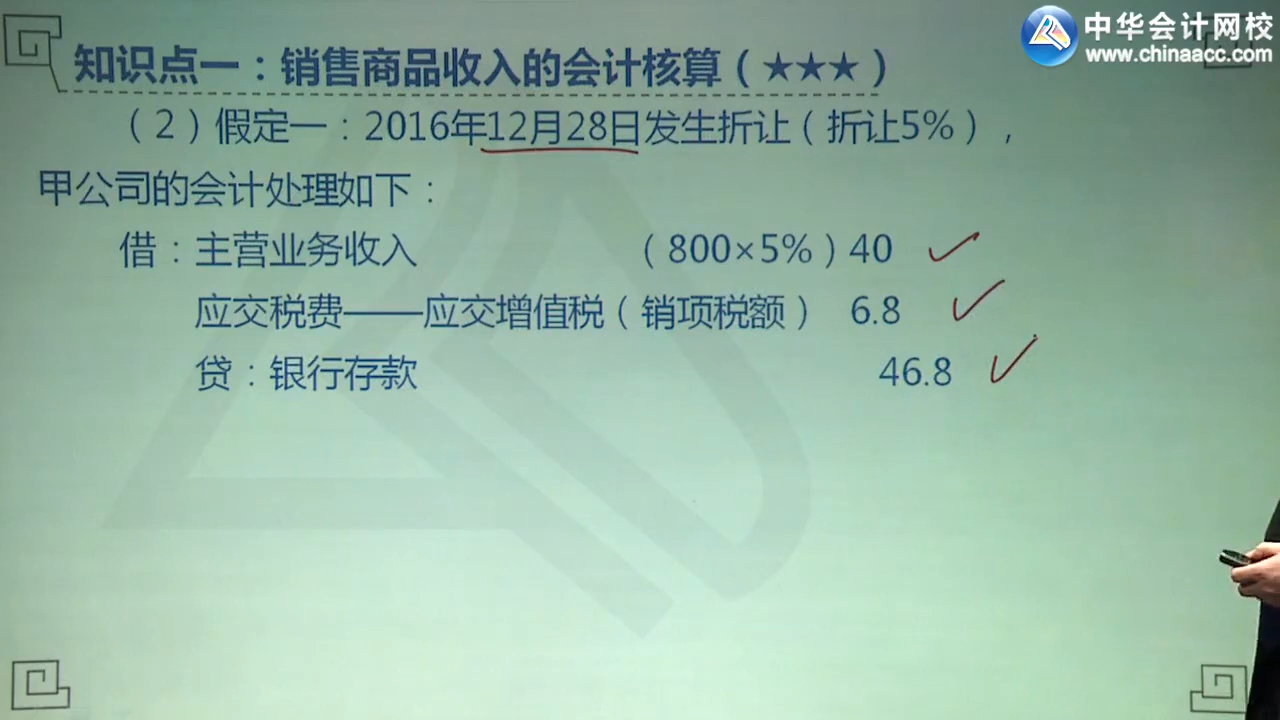 中华会计网校
www.chinaacc.com
知识点一：销售商品收入的会计核算（★★★）
（2）假定一：2016年12月28日发生折让（折让5%），
甲公司的会计处理如下：
借：主营业务收入 （800×5%）40
应交税费——应交增值税（销项税额） 6.8
贷：银行存款 46.8